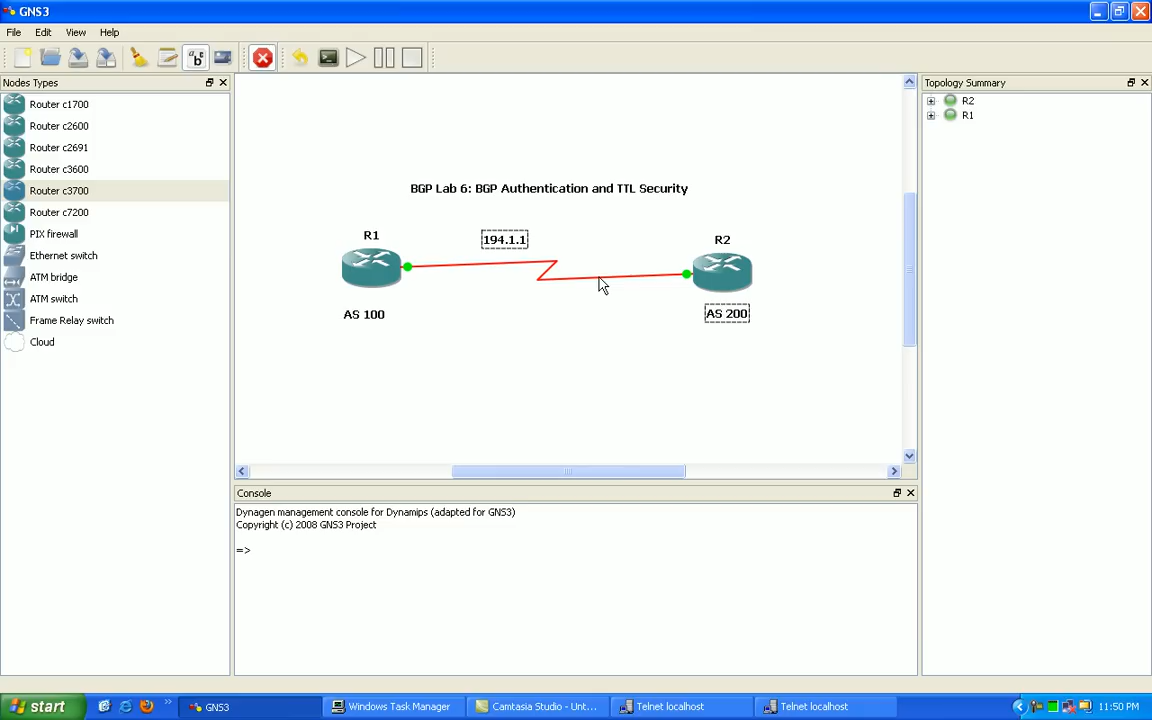 GNS3
File Edit View Help
Nodes Types
Router c1700
Router c2600
Router c2691
Router c3600
Router c3700
Router c7200
PIX firewall
Ethernet switch
ATM bridge
ATM switch
Frame Relay switch
Cloud
BGP Lab 6: BGP Authentication and TTL Security
R1
194.1.1
R2
AS 100
AS 200
Topology Summary
R2
R1
Console
Dynagen management console for Dynamips (adapted for GNS3)
Copyright (c) 2008 GNS3 Project
=>
start
GNS3
Windows Task Manager
Camtasia Studio - Unt...
Telnet localhost
Telnet localhost
11:50 PM